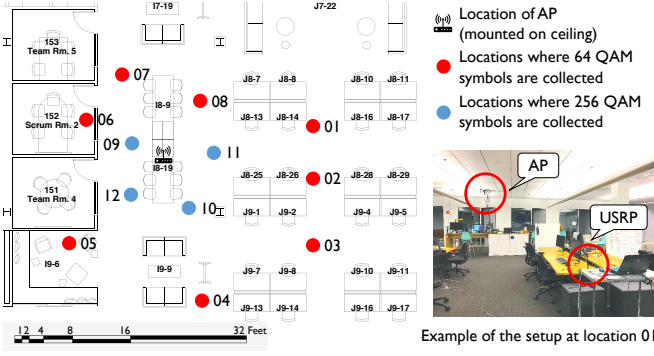 I7-19
J7-22
153
Team Rm. 5
07
J8-7 J8-8
J8-10 J8-11
I8-9
08
152
Scrum Rm. 2
06
J8-13 J8-14
J8-16 J8-17
01
09
11
I8-19
J8-25 J8-26
J8-28 J8-29
02
151
Team Rm. 4
12
10
J9-1 J9-2
J9-4 J9-5
05
03
I9-6
I9-9
J9-7 J9-8
J9-10 J9-11
04
J9-13 J9-14
J9-16 J9-17
1 2 4 8 16 32 Feet
Location of AP
(mounted on ceiling)
Locations where 64 QAM
symbols are collected
Locations where 256 QAM
symbols are collected
AP
USRP
Example of the setup at location 01